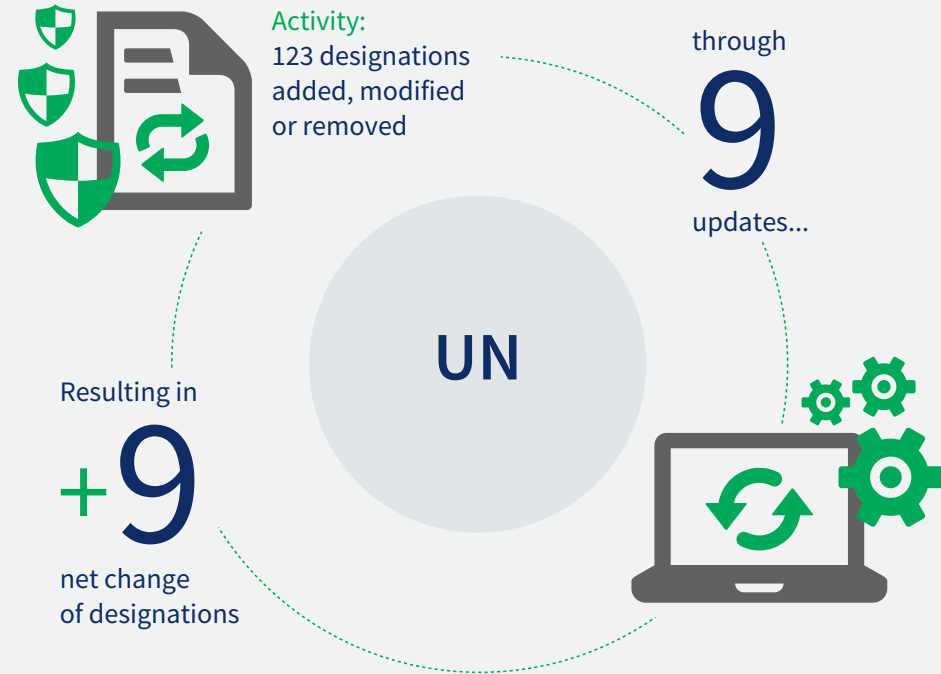 Activity:
123 designations
added, modified
or removed
through
9
updates...
UN
Resulting in
+9
net change
of designations